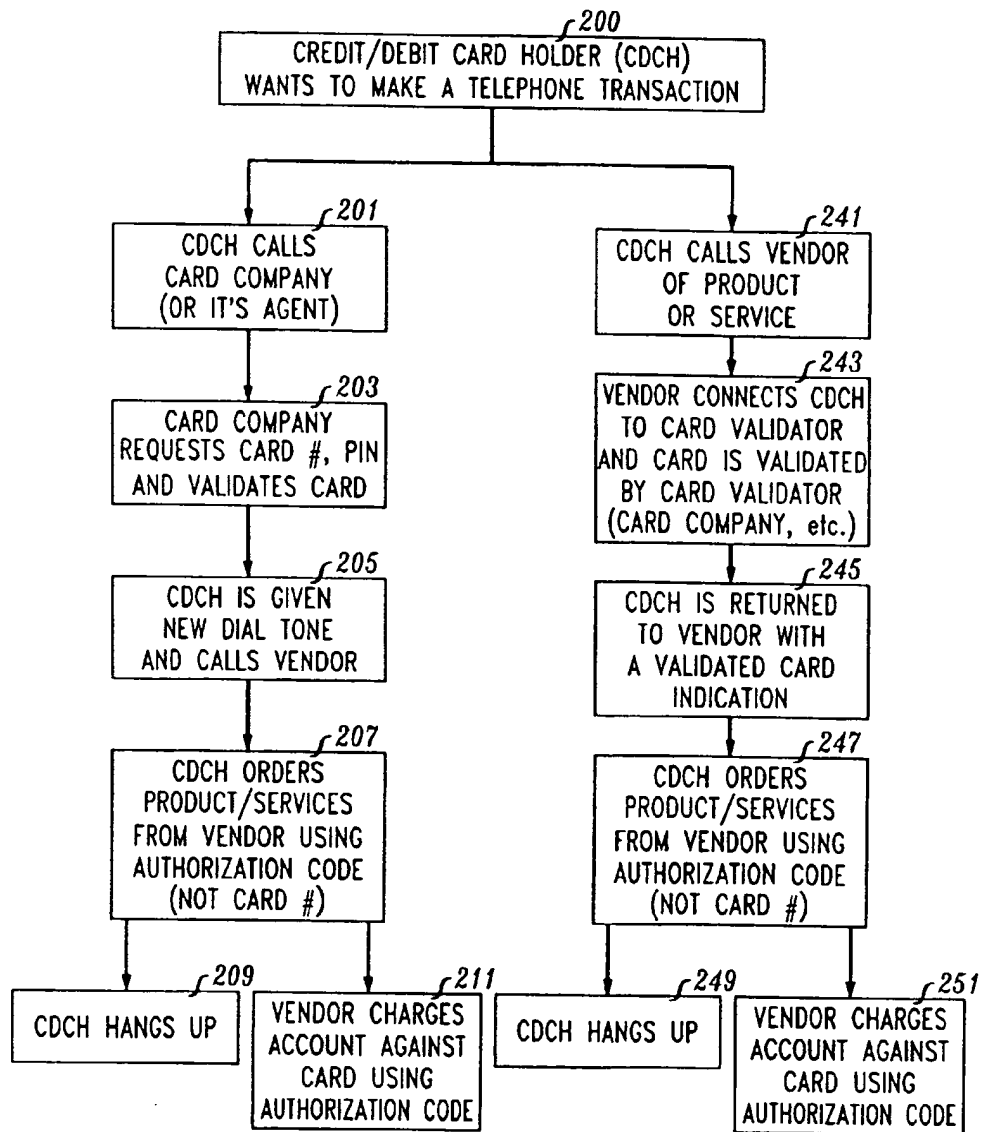 200
CREDIT/DEBIT CARD HOLDER (CDCH)
WANTS TO MAKE A TELEPHONE TRANSACTION
201
CDCH CALLS
CARD COMPANY
(OR IT'S AGENT)
203
CARD COMPANY
REQUESTS CARD #, PIN
AND VALIDATES CARD
205
CDCH IS GIVEN
NEW DIAL TONE
AND CALLS VENDOR
207
CDCH ORDERS
PRODUCT/SERVICES
FROM VENDOR USING
AUTHORIZATION CODE
(NOT CARD #)
209
CDCH HANGS UP
211
VENDOR CHARGES
ACCOUNT AGAINST
CARD USING
AUTHORIZATION CODE
241
CDCH CALLS VENDOR
OF PRODUCT
OR SERVICE
243
VENDOR CONNECTS CDCH
TO CARD VALIDATOR
AND CARD IS VALIDATED
BY CARD VALIDATOR
(CARD COMPANY, etc.)
245
CDCH IS RETURNED
TO VENDOR WITH
A VALIDATED CARD
INDICATION
247
CDCH ORDERS
PRODUCT/SERVICES
FROM VENDOR USING
AUTHORIZATION CODE
(NOT CARD #)
249
CDCH HANGS UP
251
VENDOR CHARGES
ACCOUNT AGAINST
CARD USING
AUTHORIZATION CODE